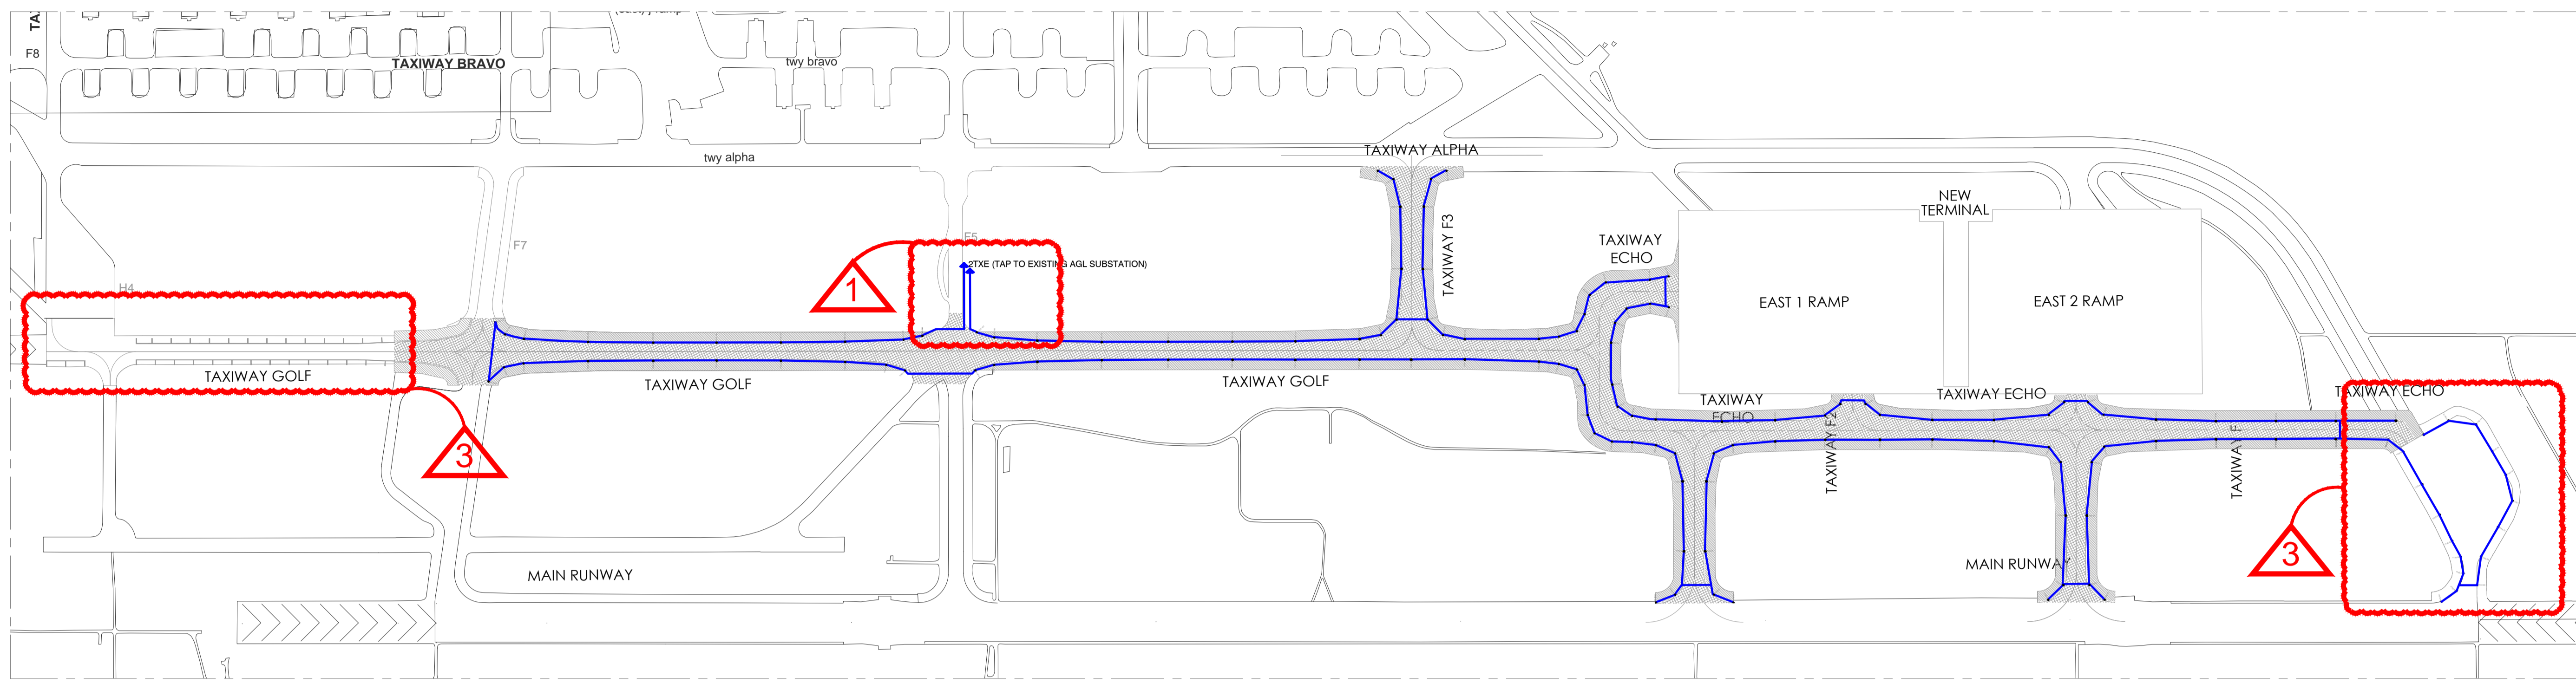 F8
TAXIWAY BRAVO
twy bravo
twy alpha
TAXIWAY ALPHA
NEW
TERMINAL
F7
F5
TAXIWAY F3
TAXIWAY
ECHO
2TXE (TAP TO EXISTING AGL SUBSTATION)
1
H4
EAST 1 RAMP
EAST 2 RAMP
TAXIWAY GOLF
TAXIWAY GOLF
TAXIWAY GOLF
TAXIWAY
ECHO
TAXIWAY ECHO
TAXIWAY ECHO
3
TAXIWAY F2
TAXIWAY F
3
MAIN RUNWAY
MAIN RUNWAY